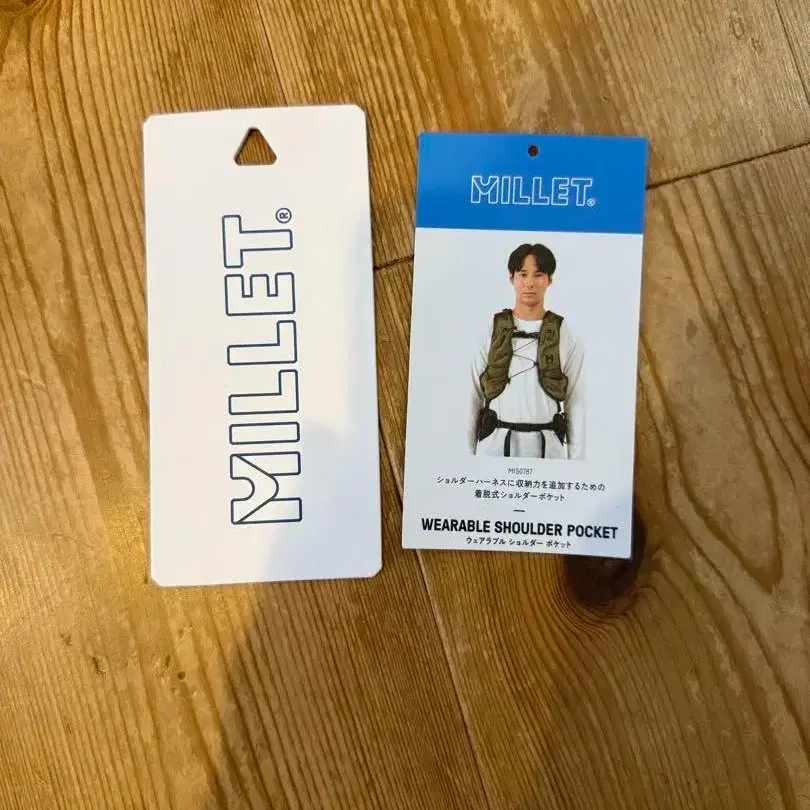 MILLET®
MILLET®
MIS0787
ショルダーハーネスに収納力を追加するための
着脱式ショルダーポケット
WEARABLE SHOULDER POCKET
ウェアラブル ショルダー ポケット